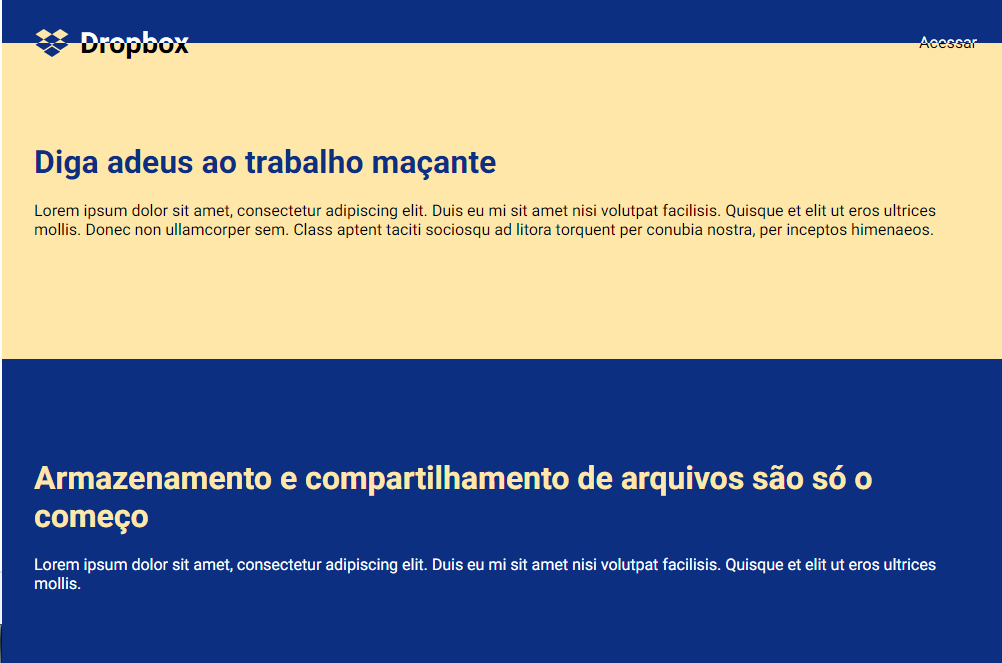 Dropbox
Acessar
Diga adeus ao trabalho maçante
Lorem ipsum dolor sit amet, consectetur adipiscing elit. Duis eu mi sit amet nisi volutpat facilisis. Quisque et elit ut eros ultrices
mollis. Donec non ullamcorper sem. Class aptent taciti sociosqu ad litora torquent per conubia nostra, per inceptos himenaeos.
Armazenamento e compartilhamento de arquivos são só o
começo
Lorem ipsum dolor sit amet, consectetur adipiscing elit. Duis eu mi sit amet nisi volutpat facilisis. Quisque et elit ut eros ultrices
mollis.